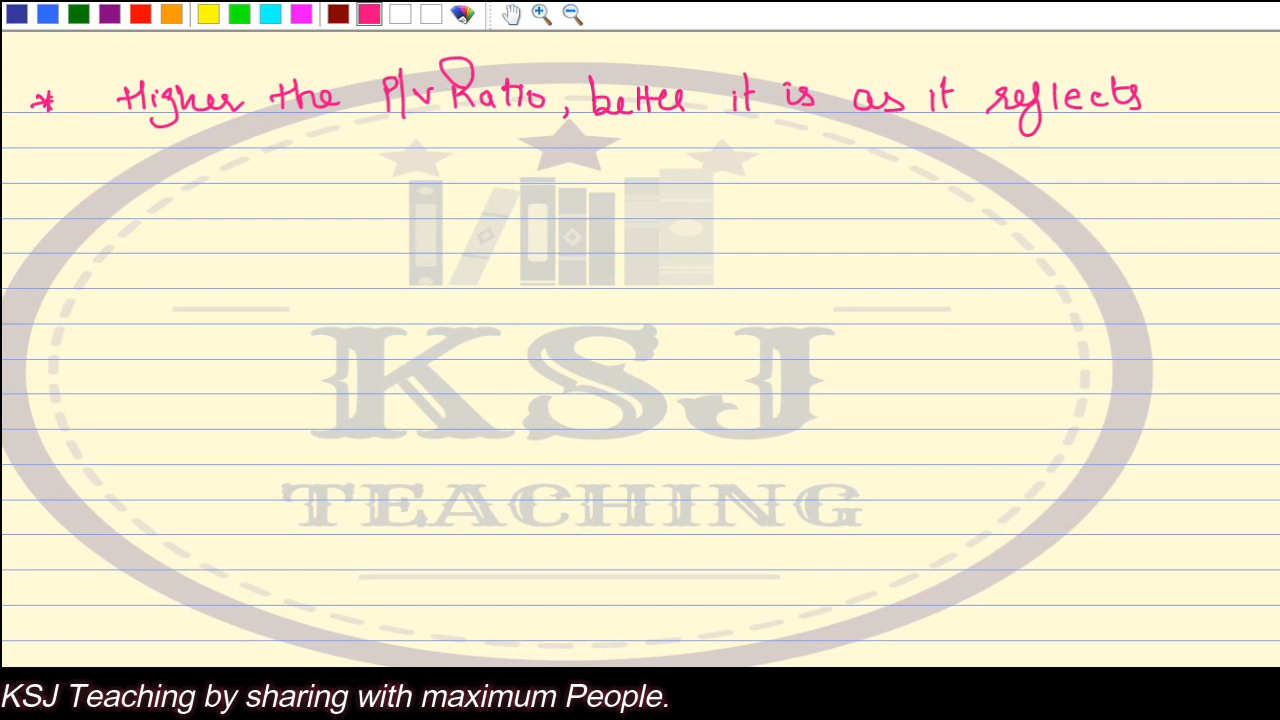 * Higher the P/V Ratio, better it is as it reflects
KSJ
TEACHING
KSJ Teaching by sharing with maximum People.